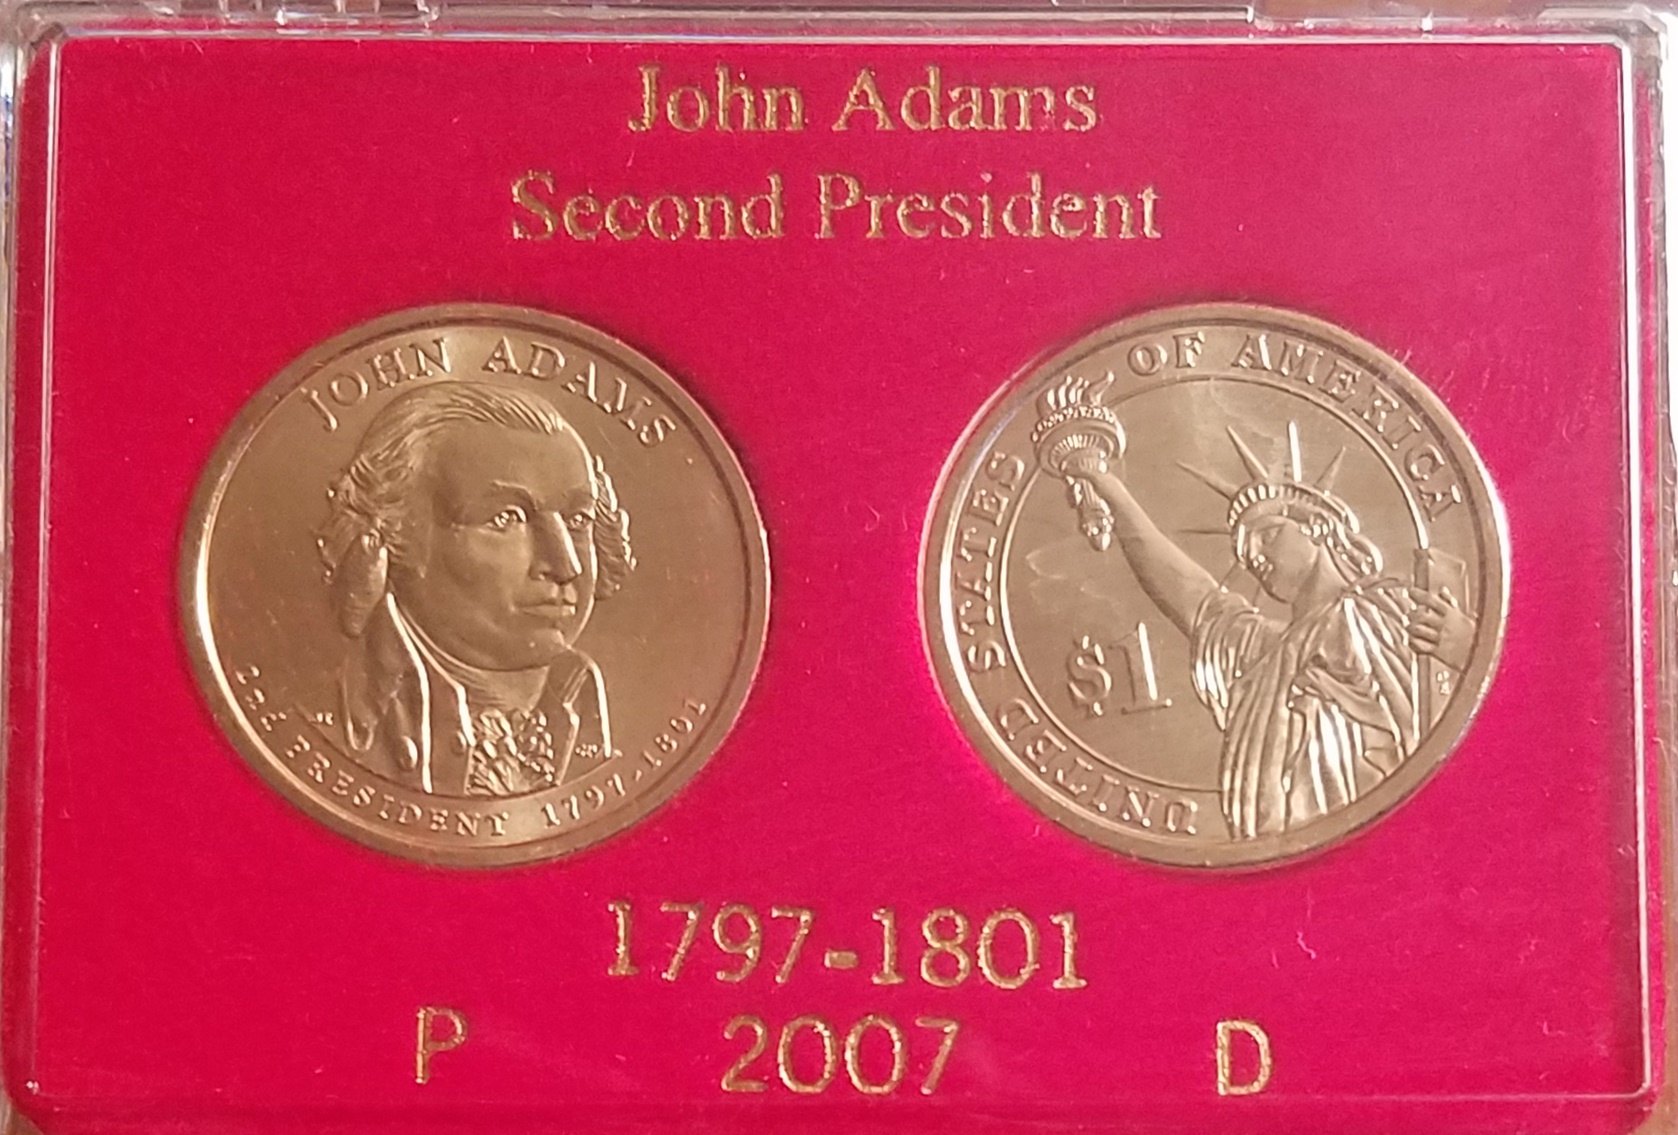 John Adams
Second President
JOHN ADAMS
2nd PRESIDENT 1797-1801
UNITED STATES OF AMERICA
$1
1797-1801
P 2007 D